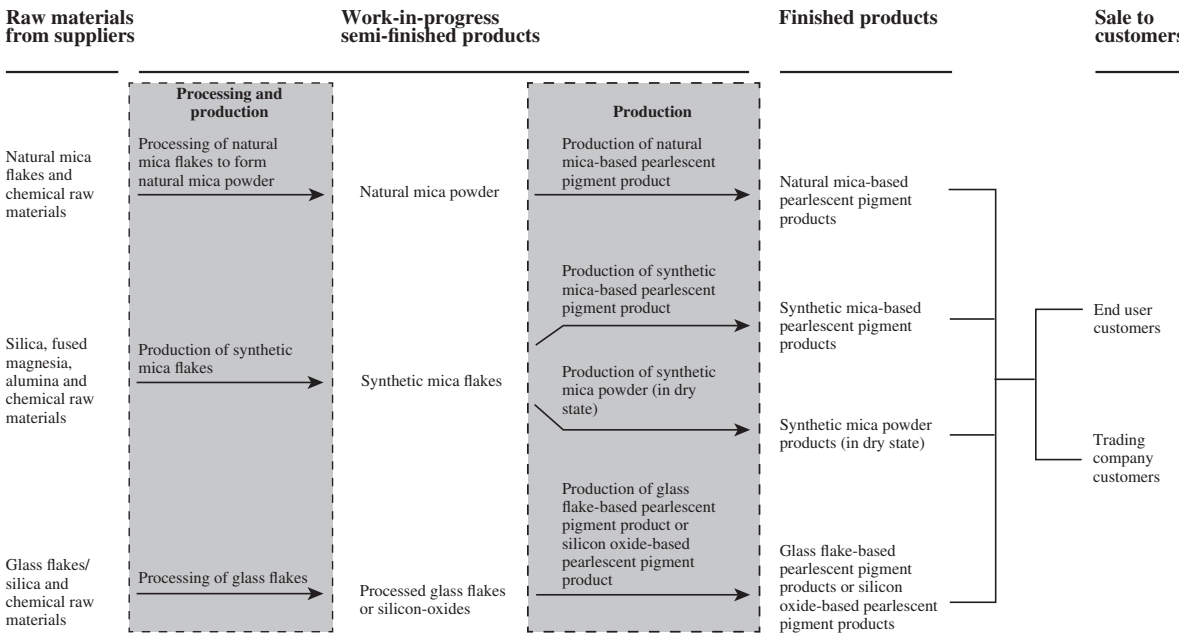 Raw materials
from suppliers
Work-in-progress
semi-finished products
Finished products
Sale to
customers
Processing and
production
Production
Natural mica
flakes and
chemical raw
materials
Processing of natural
mica flakes to form
natural mica powder
Natural mica powder
Production of natural
mica-based pearlescent
pigment product
Natural mica-based
pearlescent pigment
products
Silica, fused
magnesia,
alumina and
chemical raw
materials
Production of synthetic
mica flakes
Synthetic mica flakes
Production of synthetic
mica-based pearlescent
pigment product
Synthetic mica-based
pearlescent pigment
products
Production of synthetic
mica powder (in dry
state)
Synthetic mica powder
products (in dry state)
Glass flakes/
silica and
chemical raw
materials
Processing of glass flakes
Processed glass flakes
or silicon-oxides
Production of glass
flake-based pearlescent
pigment product or
silicon oxide-based
pearlescent pigment
product
Glass flake-based
pearlescent pigment
products or silicon
oxide-based pearlescent
pigment products
End user
customers
Trading
company
customers